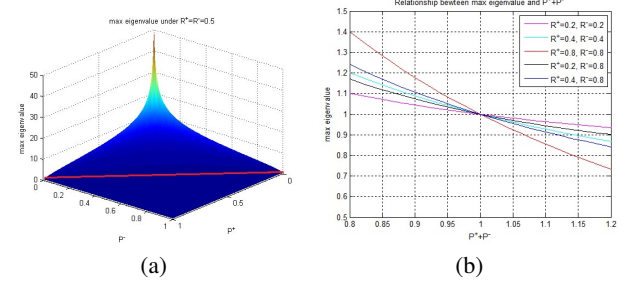 max eigenvalue under R⁺=R⁻=0.5
max eigenvalue
50
40
30
20
10
0
0
0.2
0.4
0.6
0.8
1
P⁻
1
0.5
0
P⁺
(a)
Relationship bewteen max eigenvalue and P⁺+P⁻
max eigenvalue
1.5
1.4
1.3
1.2
1.1
1
0.9
0.8
0.7
0.6
0.5
R⁺=0.2, R⁻=0.2
R⁺=0.4, R⁻=0.4
R⁺=0.8, R⁻=0.8
R⁺=0.2, R⁻=0.8
R⁺=0.4, R⁻=0.8
0.8 0.85 0.9 0.95 1 1.05 1.1 1.15 1.2
P⁺+P⁻
(b)